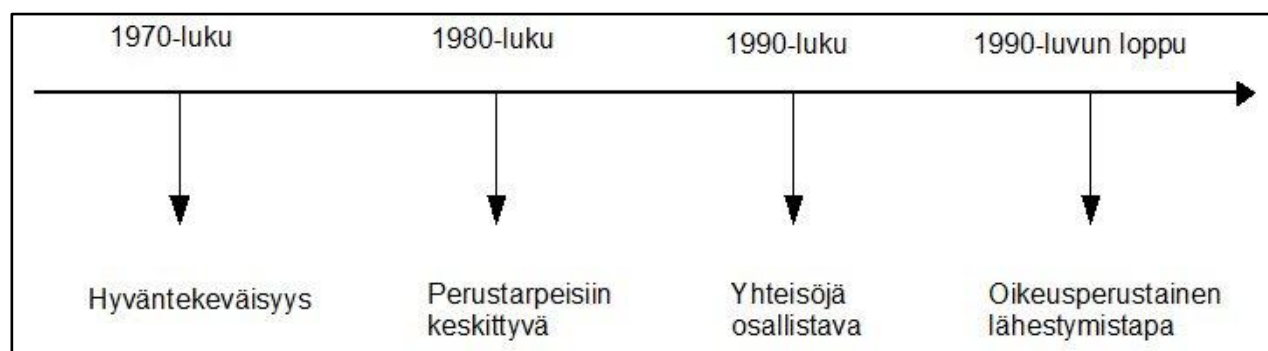 1970-luku 1980-luku 1990-luku 1990-luvun loppu
Hyväntekeväisyys
Perustarpeisiin
keskittyvä
Yhteisöjä
osallistava
Oikeusperustainen
lähestymistapa